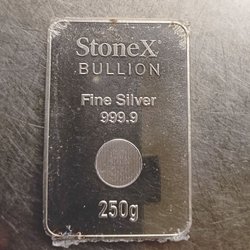 StoneX®
BULLION
Fine Silver
999.9
250g